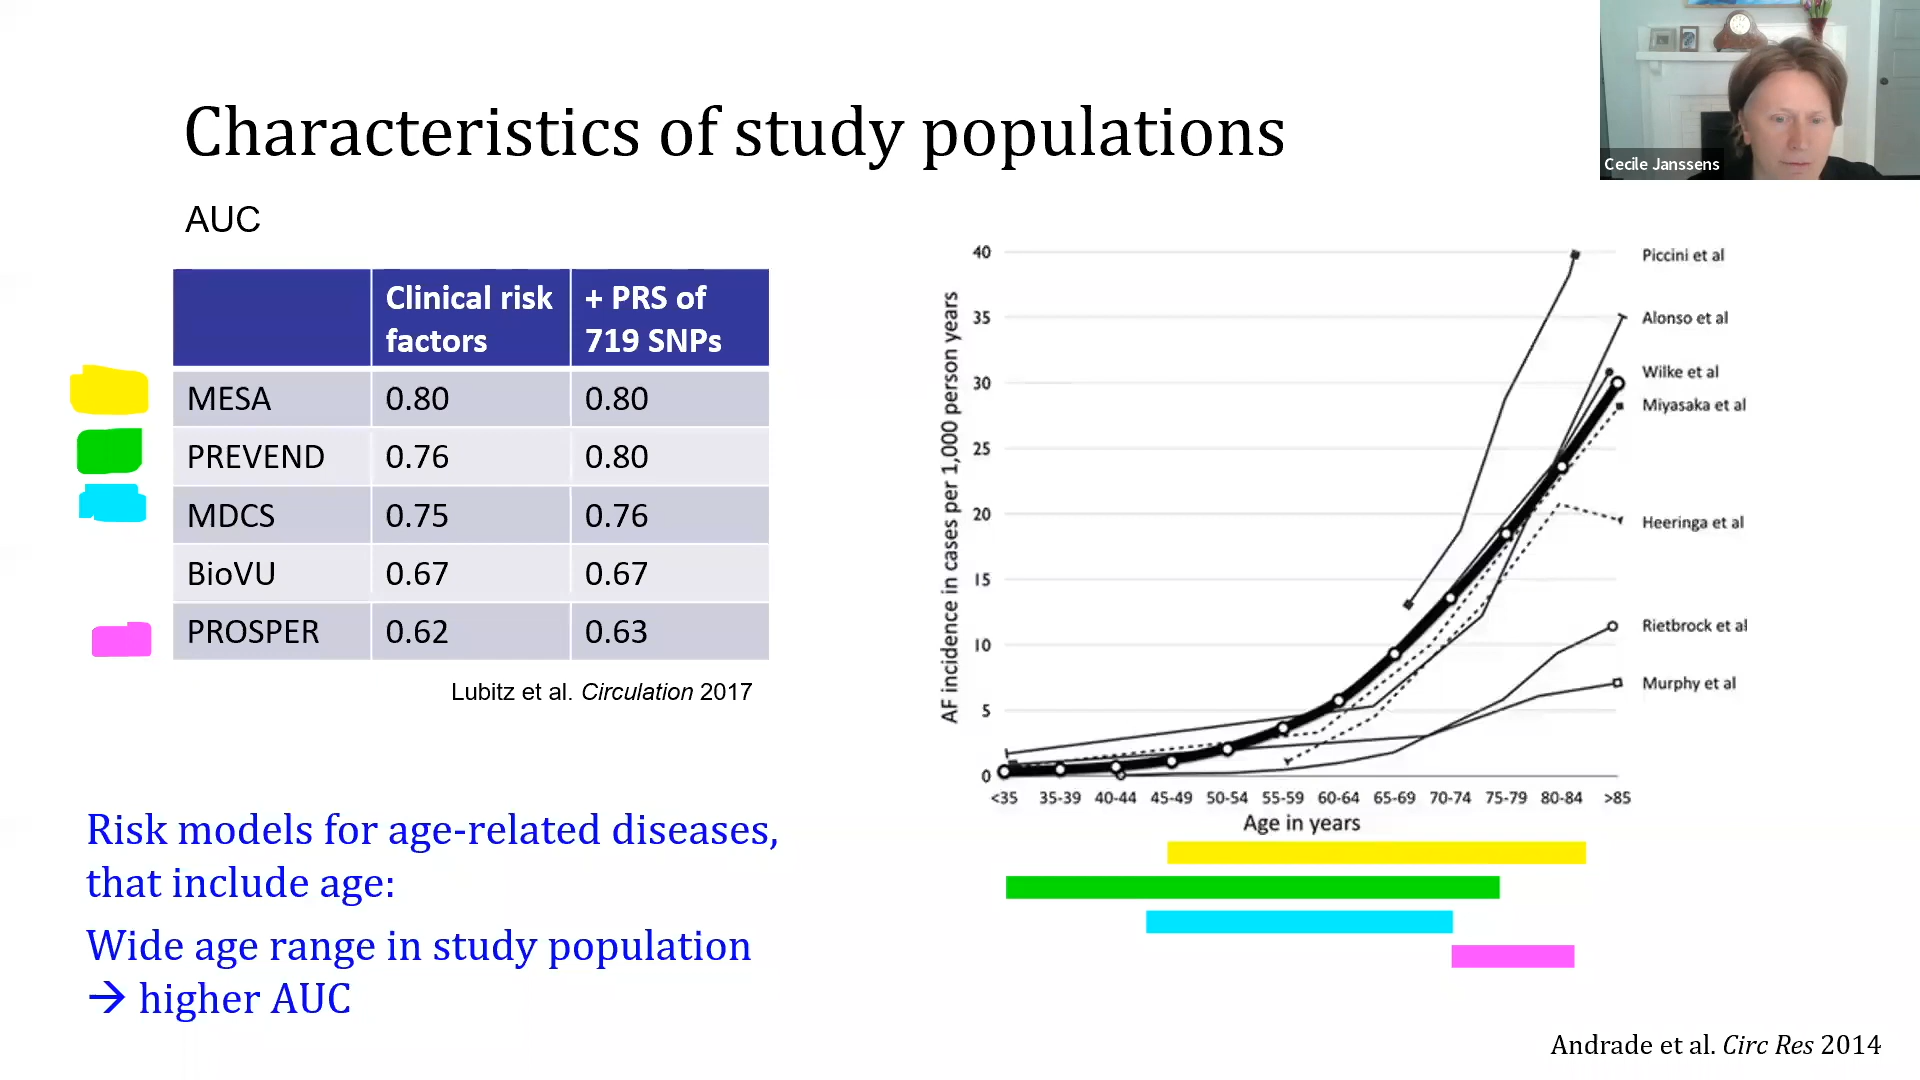 Characteristics of study populations
Cecile Janssens
AUC
Clinical risk factors
+ PRS of 719 SNPs
MESA 0.80 0.80
PREVEND 0.76 0.80
MDCS 0.75 0.76
BioVU 0.67 0.67
PROSPER 0.62 0.63
Lubitz et al. Circulation 2017
Risk models for age-related diseases,
that include age:
Wide age range in study population
→ higher AUC
AF incidence in cases per 1,000 person years
40
35
30
25
20
15
10
5
0
Piccini et al
Alonso et al
Wilke et al
Miyasaka et al
Heeringa et al
Rietbrock et al
Murphy et al
<35 35-39 40-44 45-49 50-54 55-59 60-64 65-69 70-74 75-79 80-84 >85
Age in years
Andrade et al. Circ Res 2014